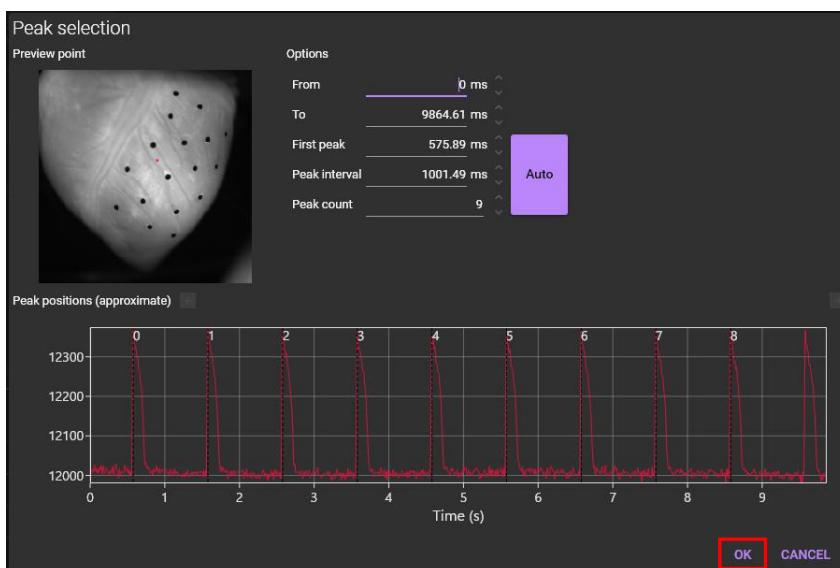 Peak selection
Preview point
Options
From 0 ms
To 9864.61 ms
First peak 575.89 ms
Peak interval 1001.49 ms
Auto
Peak count 9
Peak positions (approximate)
0 1 2 3 4 5 6 7 8
12300
12200
12100
12000
0 1 2 3 4 5 6 7 8 9
Time (s)
OK CANCEL